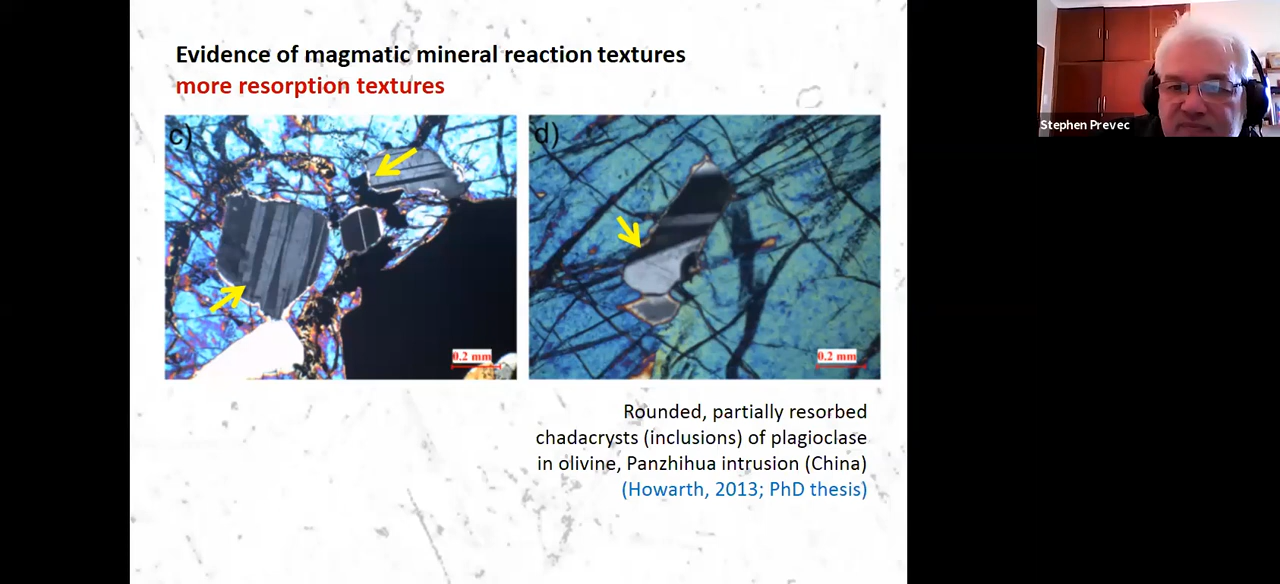 Evidence of magmatic mineral reaction textures
more resorption textures
c)
d)
0.2 mm
0.2 mm
Rounded, partially resorbed
chadacrysts (inclusions) of plagioclase
in olivine, Panzhihua intrusion (China)
(Howarth, 2013; PhD thesis)
Stephen Prevec